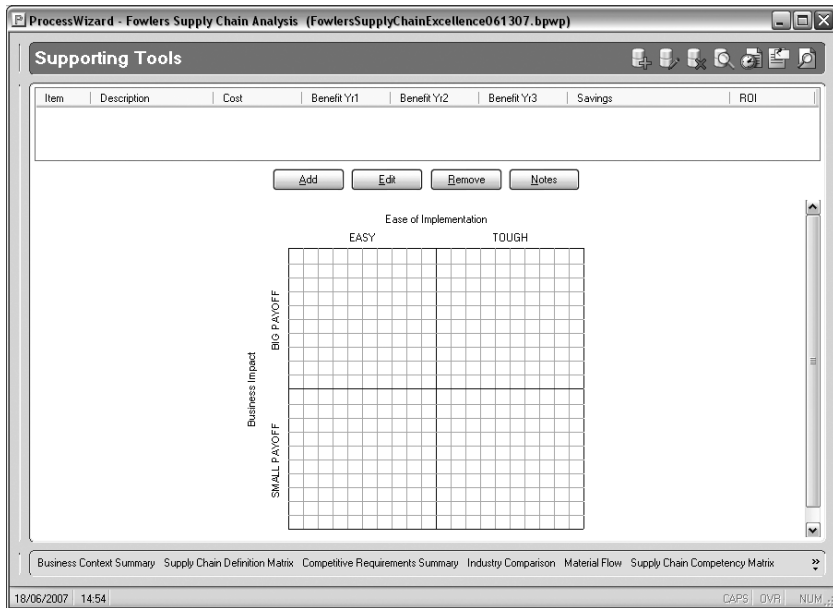 ProcessWizard - Fowlers Supply Chain Analysis (FowlersSupplyChainExcellence061307.bpwp)
Supporting Tools
Item Description Cost Benefit Yr1 Benefit Yr2 Benefit Yr3 Savings ROI
Add Edit Remove Notes
Ease of Implementation
EASY TOUGH
Business Impact
BIG PAYOFF
SMALL PAYOFF
Business Context Summary Supply Chain Definition Matrix Competitive Requirements Summary Industry Comparison Material Flow Supply Chain Competency Matrix
18/06/2007 14:54 CAPS OVR NUM